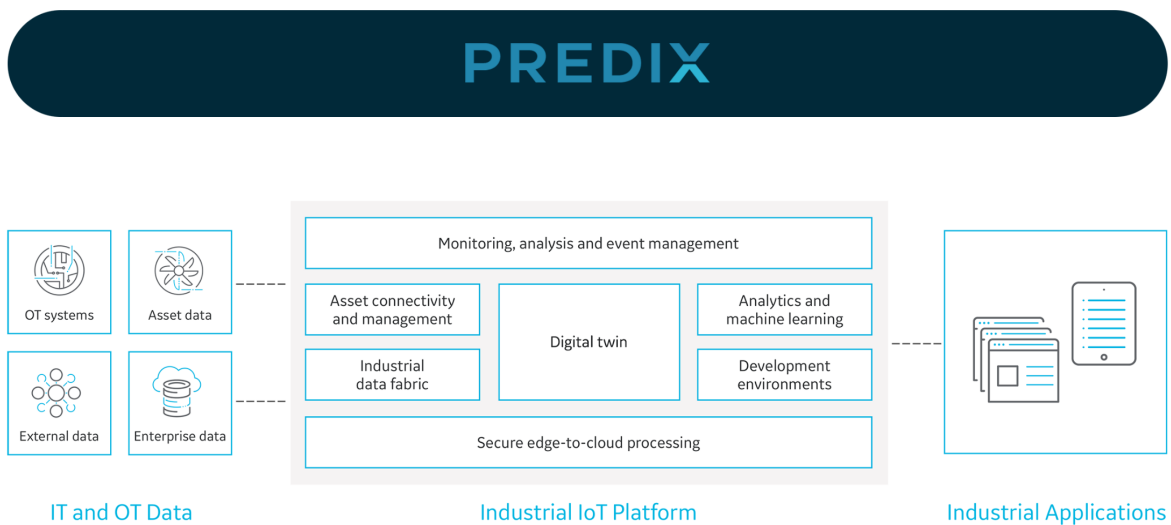 PREDIX
OT systems
Asset data
External data
Enterprise data
IT and OT Data
Monitoring, analysis and event management
Asset connectivity
and management
Industrial
data fabric
Digital twin
Analytics and
machine learning
Development
environments
Secure edge-to-cloud processing
Industrial IoT Platform
Industrial Applications